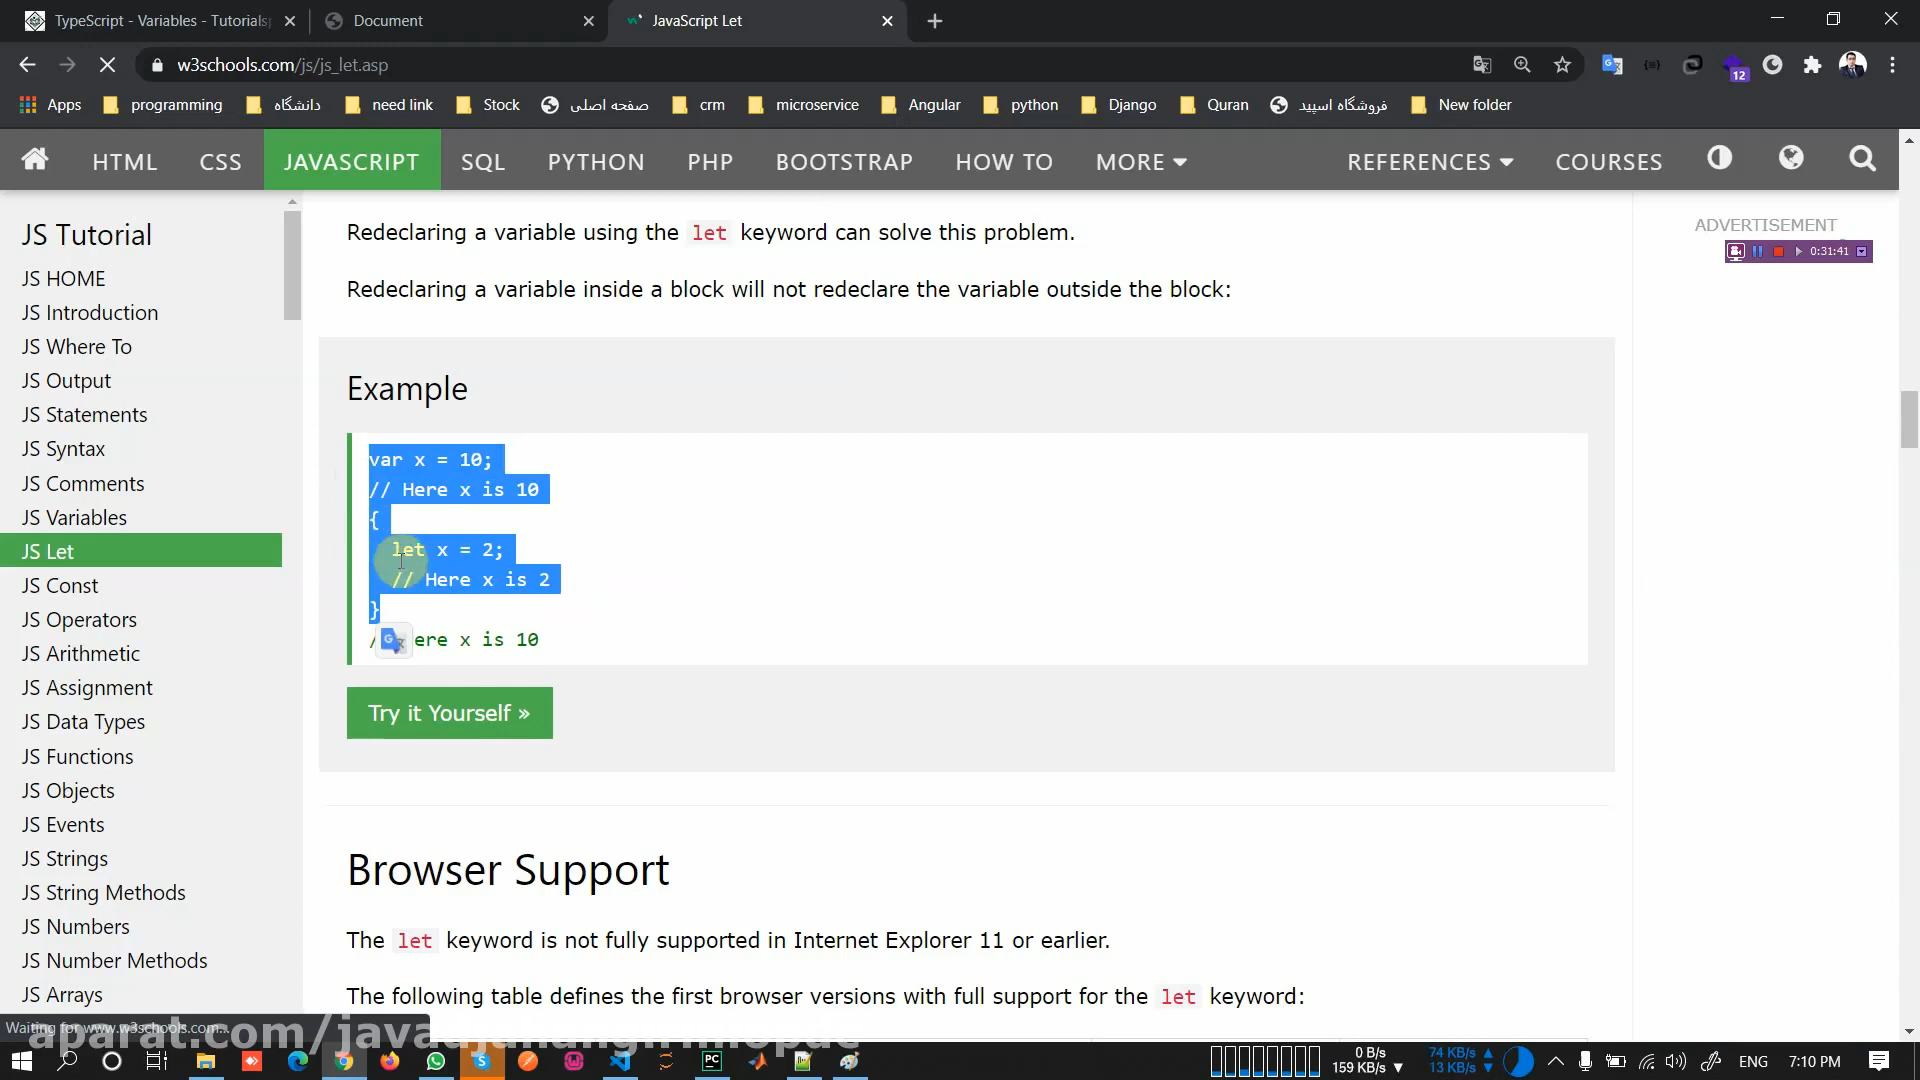 TypeScript - Variables - Tutorials
Document
JavaScript Let
w3schools.com/js/js_let.asp
12
Apps
programming
دانشگاه
need link
Stock
صفحه اصلی
crm
microservice
Angular
python
Django
Quran
فروشگاه اسپید
New folder
HTML
CSS
JAVASCRIPT
SQL
PYTHON
PHP
BOOTSTRAP
HOW TO
MORE
REFERENCES
COURSES
JS Tutorial
JS HOME
JS Introduction
JS Where To
JS Output
JS Statements
JS Syntax
JS Comments
JS Variables
JS Let
JS Const
JS Operators
JS Arithmetic
JS Assignment
JS Data Types
JS Functions
JS Objects
JS Events
JS Strings
JS String Methods
JS Numbers
JS Number Methods
JS Arrays
Redeclaring a variable using the let keyword can solve this problem.
Redeclaring a variable inside a block will not redeclare the variable outside the block:
Example
var x = 10;
// Here x is 10
{
let x = 2;
// Here x is 2
}
/ ere x is 10
Try it Yourself »
Browser Support
The let keyword is not fully supported in Internet Explorer 11 or earlier.
The following table defines the first browser versions with full support for the let keyword:
ADVERTISEMENT
0:31:41
Waiting for www.w3schools.com...
0 B/s
159 KB/s
74 KB/s
13 KB/s
ENG
7:10 PM